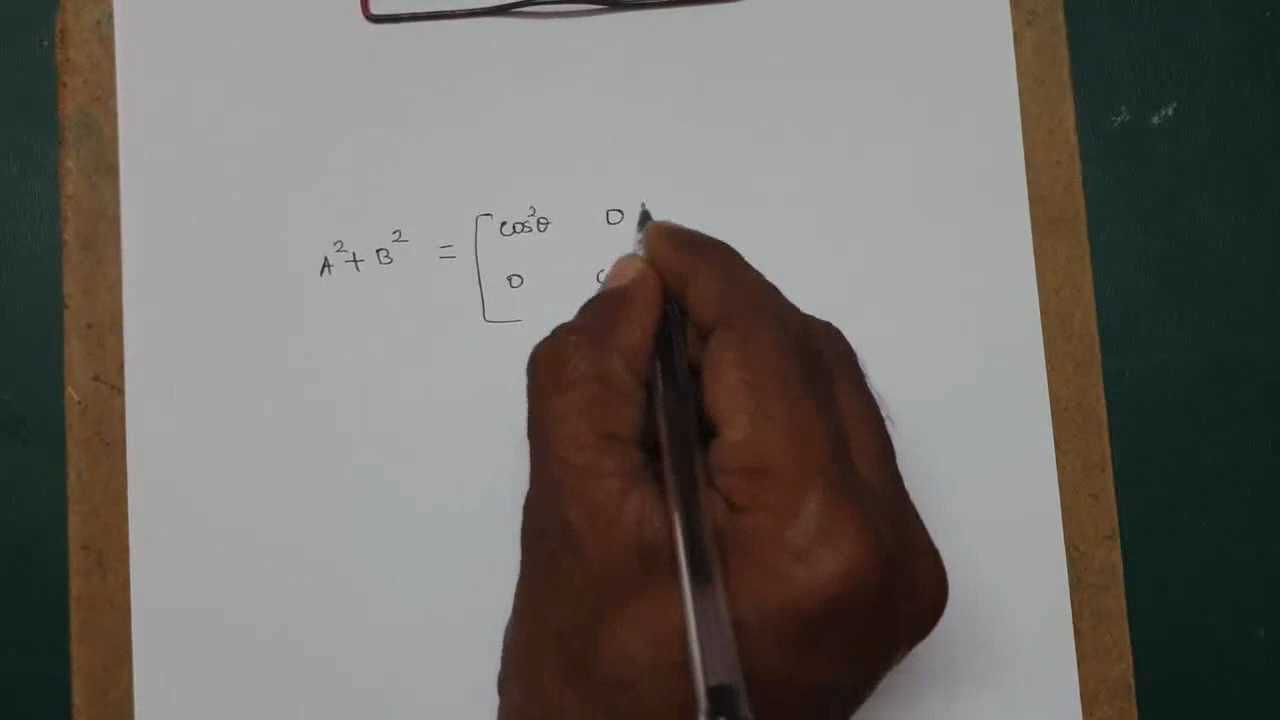 A² + B² = [ cos²θ 0
0